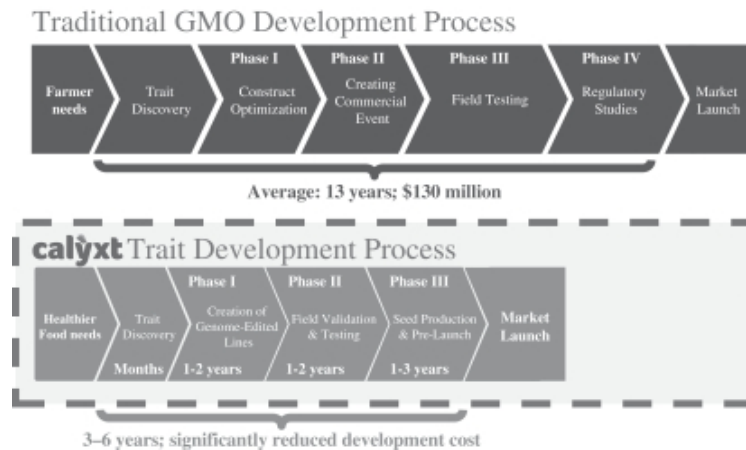 Traditional GMO Development Process
Farmer needs
Trait Discovery
Phase I
Construct Optimization
Phase II
Creating Commercial Event
Phase III
Field Testing
Phase IV
Regulatory Studies
Market Launch
Average: 13 years; $130 million
calyxt Trait Development Process
Healthier Food needs
Trait Discovery
Months
Phase I
Creation of Genome-Edited Lines
1-2 years
Phase II
Field Validation & Testing
1-2 years
Phase III
Seed Production & Pre-Launch
1-3 years
Market Launch
3–6 years; significantly reduced development cost